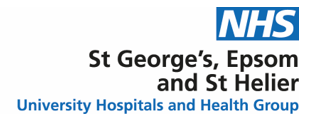 NHS
St George's, Epsom
and St Helier
University Hospitals and Health Group